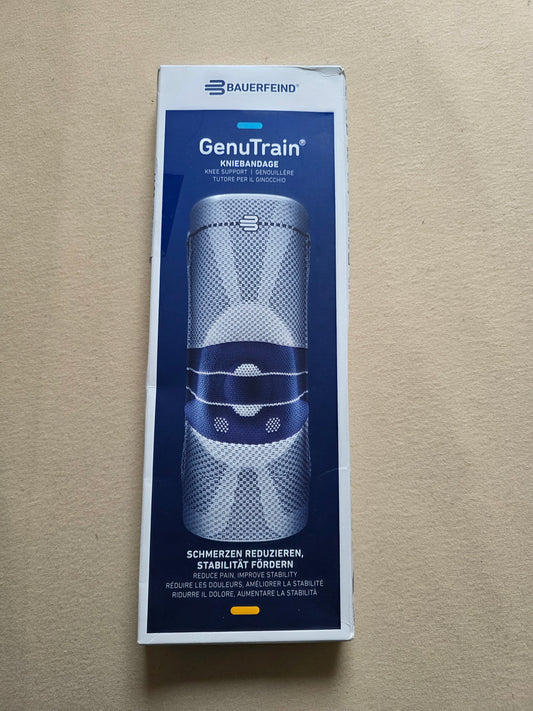 BAUERFEIND®
GenuTrain®
KNIEBANDAGE
KNEE SUPPORT | GENOUILLÈRE
TUTORE PER IL GINOCCHIO
SCHMERZEN REDUZIEREN,
STABILITÄT FÖRDERN
REDUCE PAIN, IMPROVE STABILITY
RÉDUIRE LES DOULEURS, AMÉLIORER LA STABILITÉ
RIDURRE IL DOLORE, AUMENTARE LA STABILITÀ